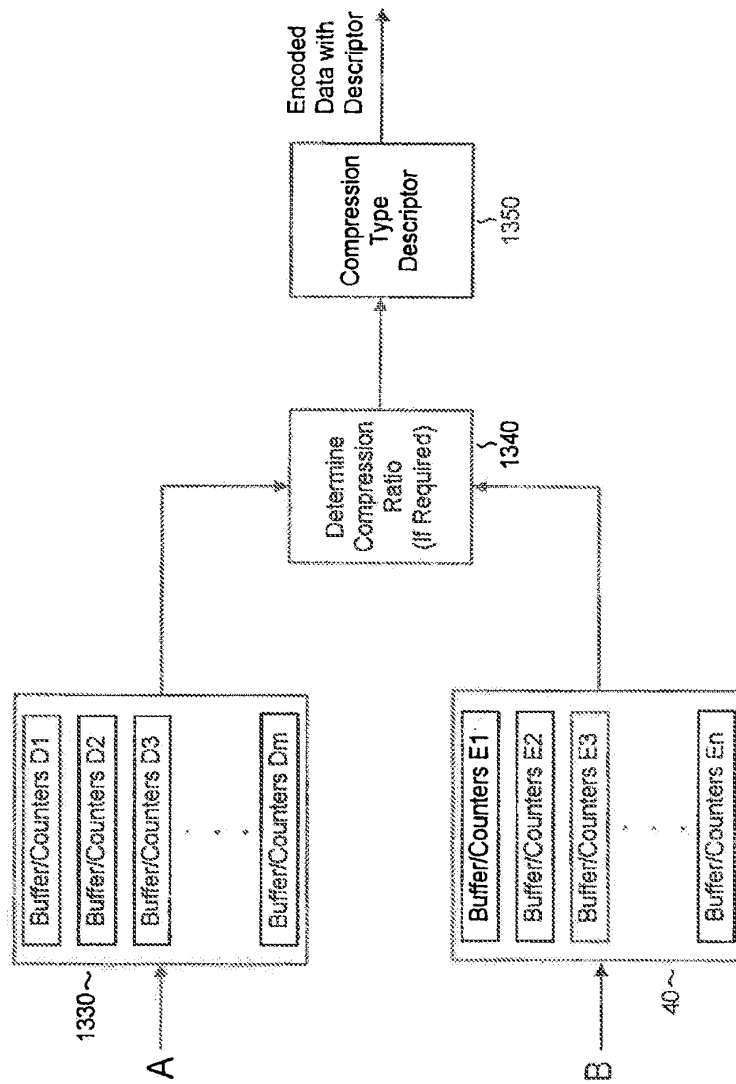 A
1330
Buffer/Counters D1
Buffer/Counters D2
Buffer/Counters D3
. . .
Buffer/Counters Dm
B
40
Buffer/Counters E1
Buffer/Counters E2
Buffer/Counters E3
. . .
Buffer/Counters En
Determine
Compression
Ratio
(If Required)
1340
Compression
Type
Descriptor
1350
Encoded
Data with
Descriptor